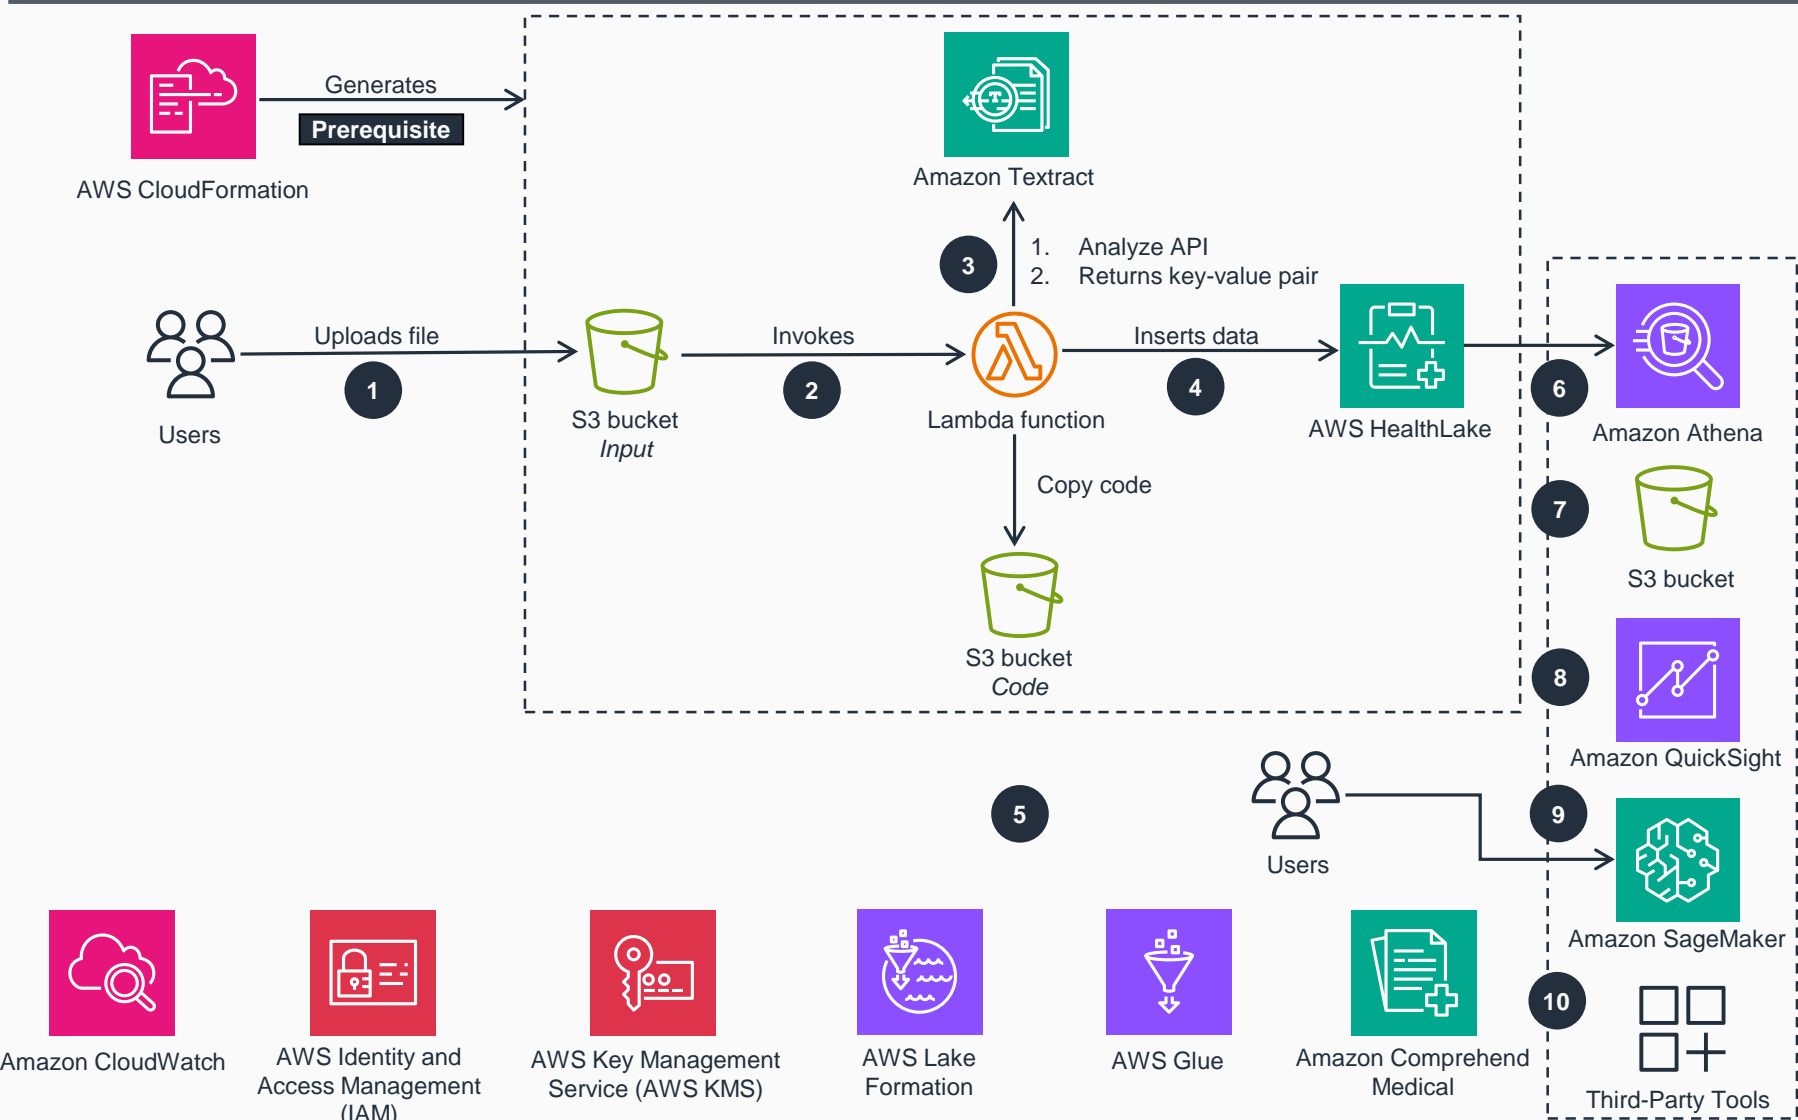 Generates
Prerequisite
AWS CloudFormation
Amazon Textract
3
1. Analyze API
2. Returns key-value pair
Users
Uploads file
1
S3 bucket
Input
Invokes
2
Lambda function
Inserts data
4
AWS HealthLake
6
Amazon Athena
Copy code
S3 bucket
Code
7
S3 bucket
8
Amazon QuickSight
5
Users
9
Amazon SageMaker
10
Third-Party Tools
Amazon CloudWatch
AWS Identity and
Access Management
(IAM)
AWS Key Management
Service (AWS KMS)
AWS Lake
Formation
AWS Glue
Amazon Comprehend
Medical